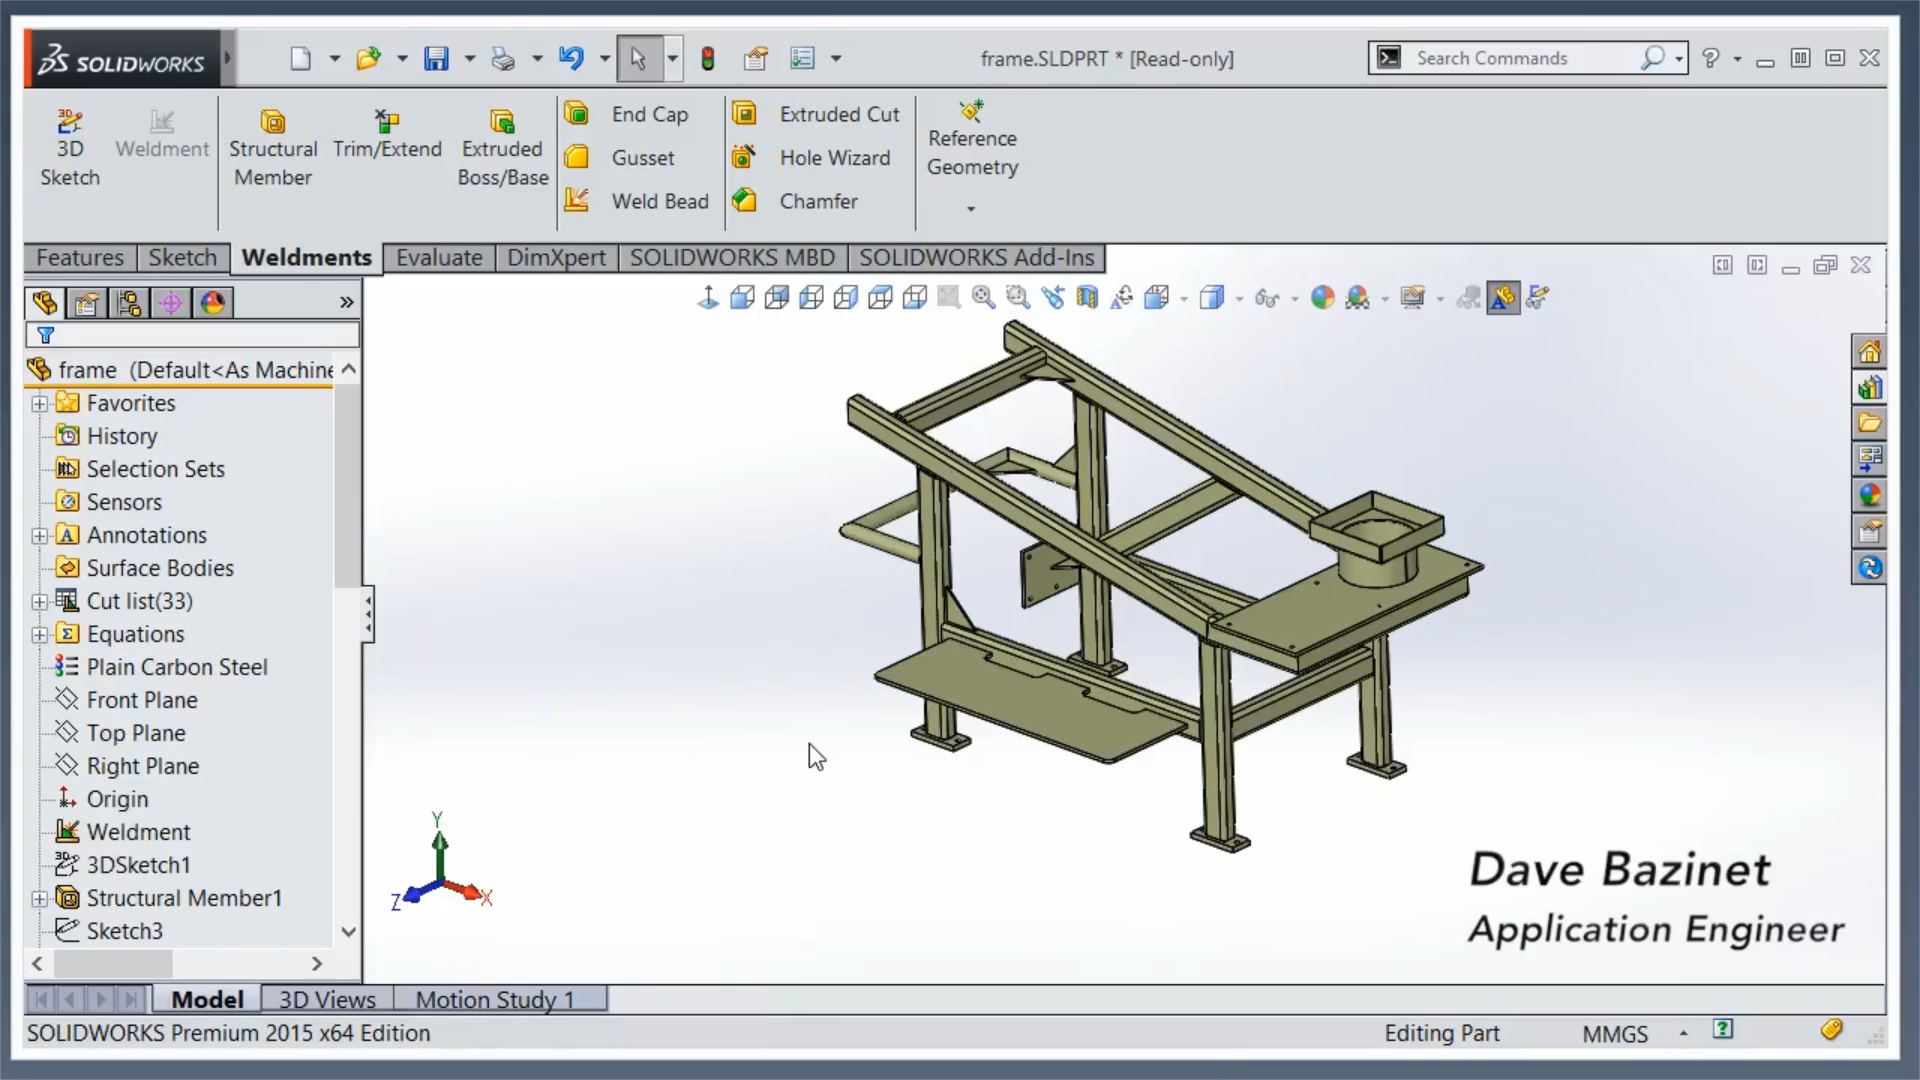 SOLIDWORKS
frame.SLDPRT * [Read-only]
Search Commands
3D Sketch
Weldment
Structural Member
Trim/Extend
Extruded Boss/Base
End Cap
Gusset
Weld Bead
Extruded Cut
Hole Wizard
Chamfer
Reference Geometry
Features
Sketch
Weldments
Evaluate
DimXpert
SOLIDWORKS MBD
SOLIDWORKS Add-Ins
frame (Default<As Machine
Favorites
History
Selection Sets
Sensors
Annotations
Surface Bodies
Cut list(33)
Equations
Plain Carbon Steel
Front Plane
Top Plane
Right Plane
Origin
Weldment
3DSketch1
Structural Member1
Sketch3
Y
Z
X
Dave Bazinet
Application Engineer
Model
3D Views
Motion Study 1
SOLIDWORKS Premium 2015 x64 Edition
Editing Part
MMGS